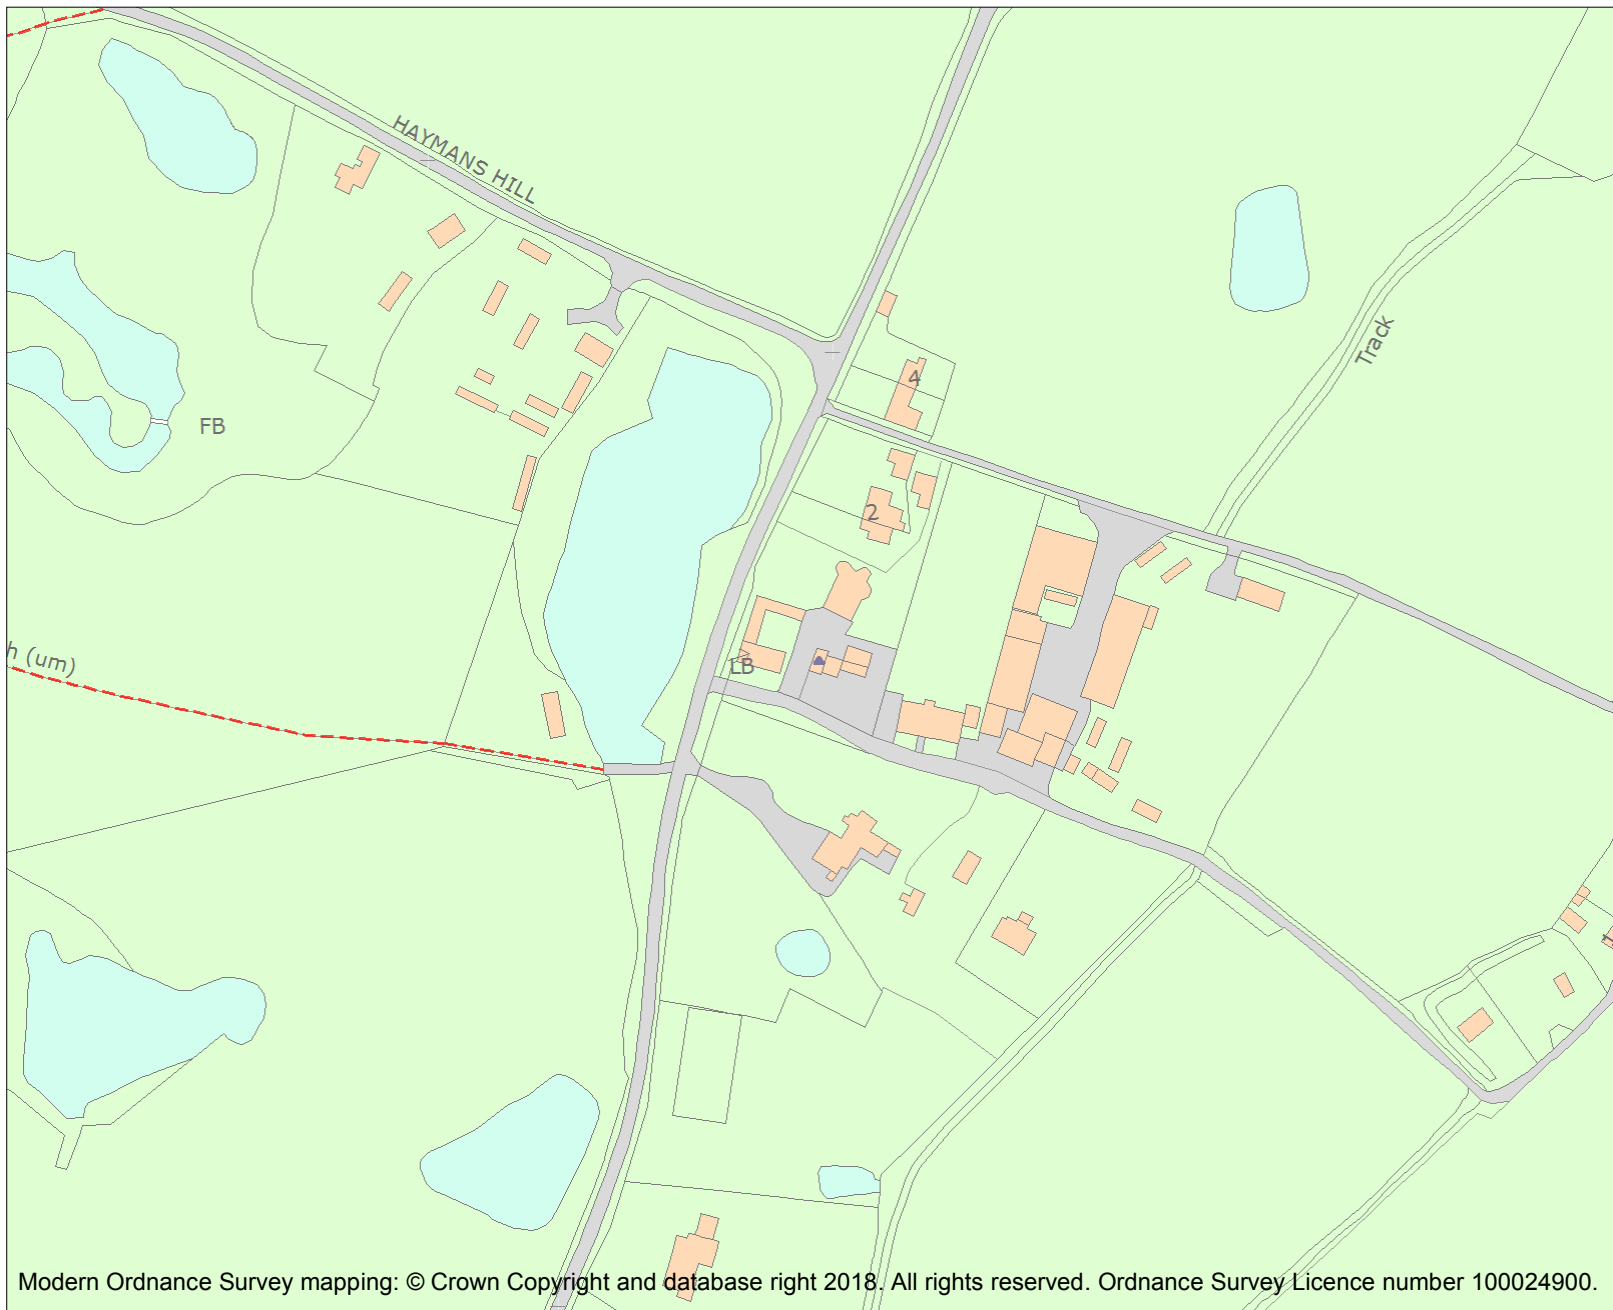 HAYMANS HILL
Track
4
FB
2
h (um)
LB
Modern Ordnance Survey mapping: © Crown Copyright and database right 2018. All rights reserved. Ordnance Survey Licence number 100024900.